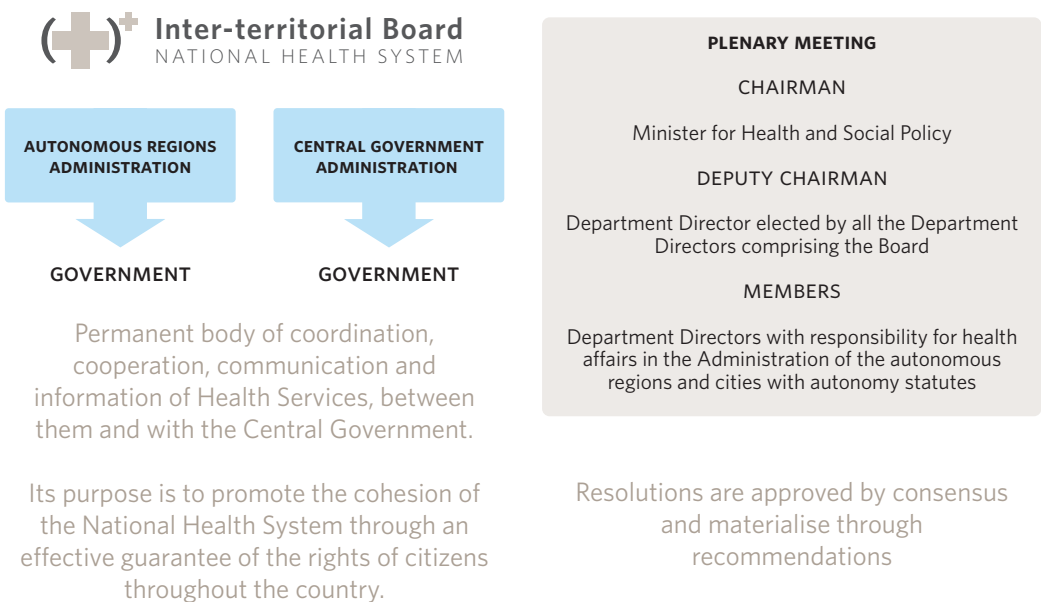 Inter-territorial Board
NATIONAL HEALTH SYSTEM
AUTONOMOUS REGIONS
ADMINISTRATION
CENTRAL GOVERNMENT
ADMINISTRATION
GOVERNMENT
GOVERNMENT
Permanent body of coordination,
cooperation, communication and
information of Health Services, between
them and with the Central Government.
Its purpose is to promote the cohesion of
the National Health System through an
effective guarantee of the rights of citizens
throughout the country.
PLENARY MEETING
CHAIRMAN
Minister for Health and Social Policy
DEPUTY CHAIRMAN
Department Director elected by all the Department
Directors comprising the Board
MEMBERS
Department Directors with responsibility for health
affairs in the Administration of the autonomous
regions and cities with autonomy statutes
Resolutions are approved by consensus
and materialise through
recommendations